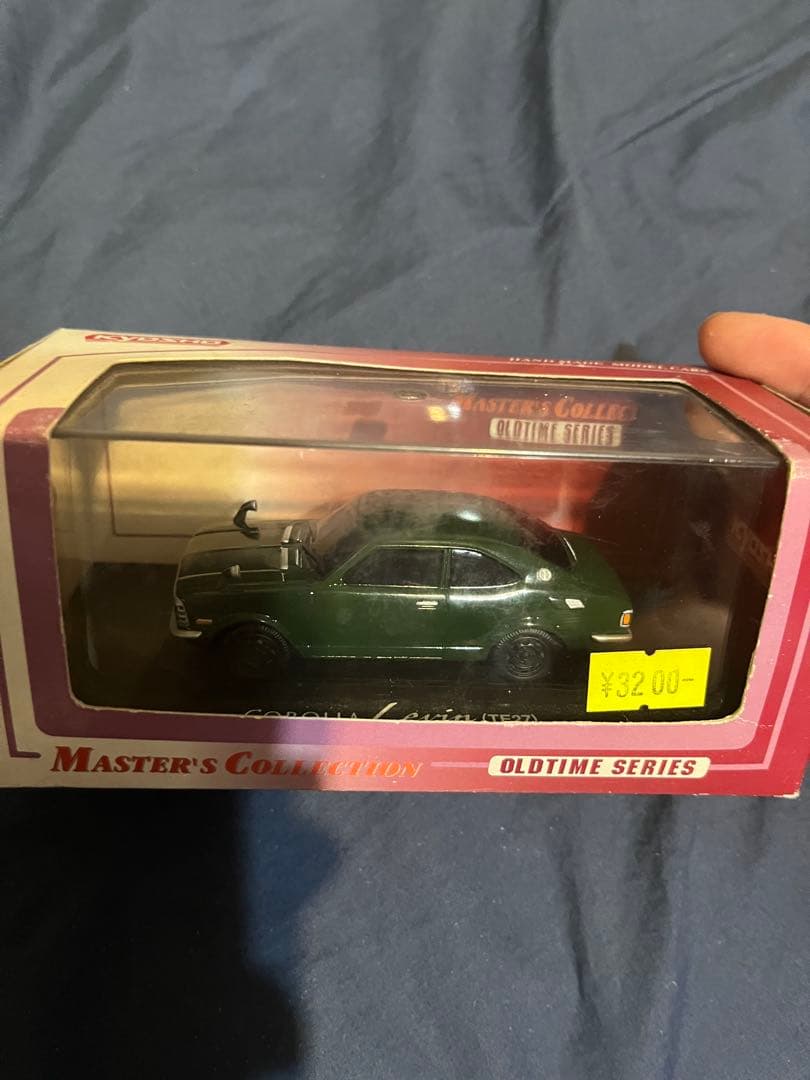 KYOSHO
HAND MADE MODEL CARS
MASTER'S COLLEC
OLDTIME SERIES
¥3200-
COROLLA Levin (TE27)
MASTER'S COLLECTION
OLDTIME SERIES